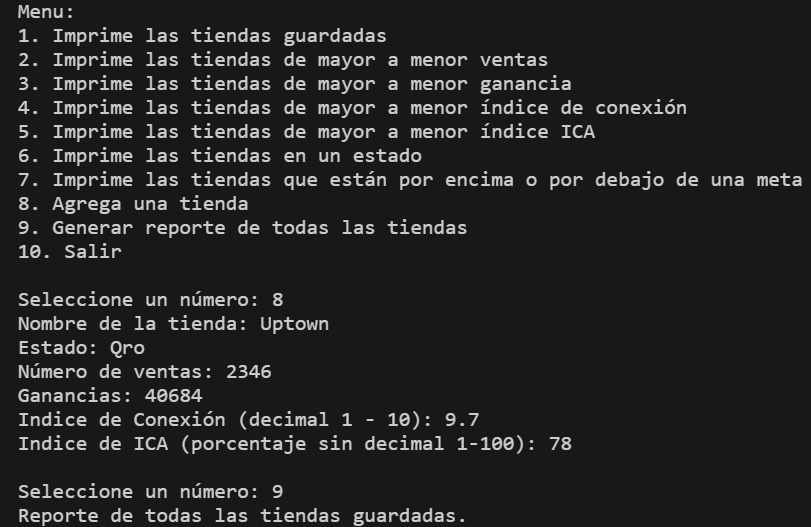 Menu:
1. Imprime las tiendas guardadas
2. Imprime las tiendas de mayor a menor ventas
3. Imprime las tiendas de mayor a menor ganancia
4. Imprime las tiendas de mayor a menor índice de conexión
5. Imprime las tiendas de mayor a menor índice ICA
6. Imprime las tiendas en un estado
7. Imprime las tiendas que están por encima o por debajo de una meta
8. Agrega una tienda
9. Generar reporte de todas las tiendas
10. Salir
Seleccione un número: 8
Nombre de la tienda: Uptown
Estado: Qro
Número de ventas: 2346
Ganancias: 40684
Indice de Conexión (decimal 1 - 10): 9.7
Indice de ICA (porcentaje sin decimal 1-100): 78
Seleccione un número: 9
Reporte de todas las tiendas guardadas.